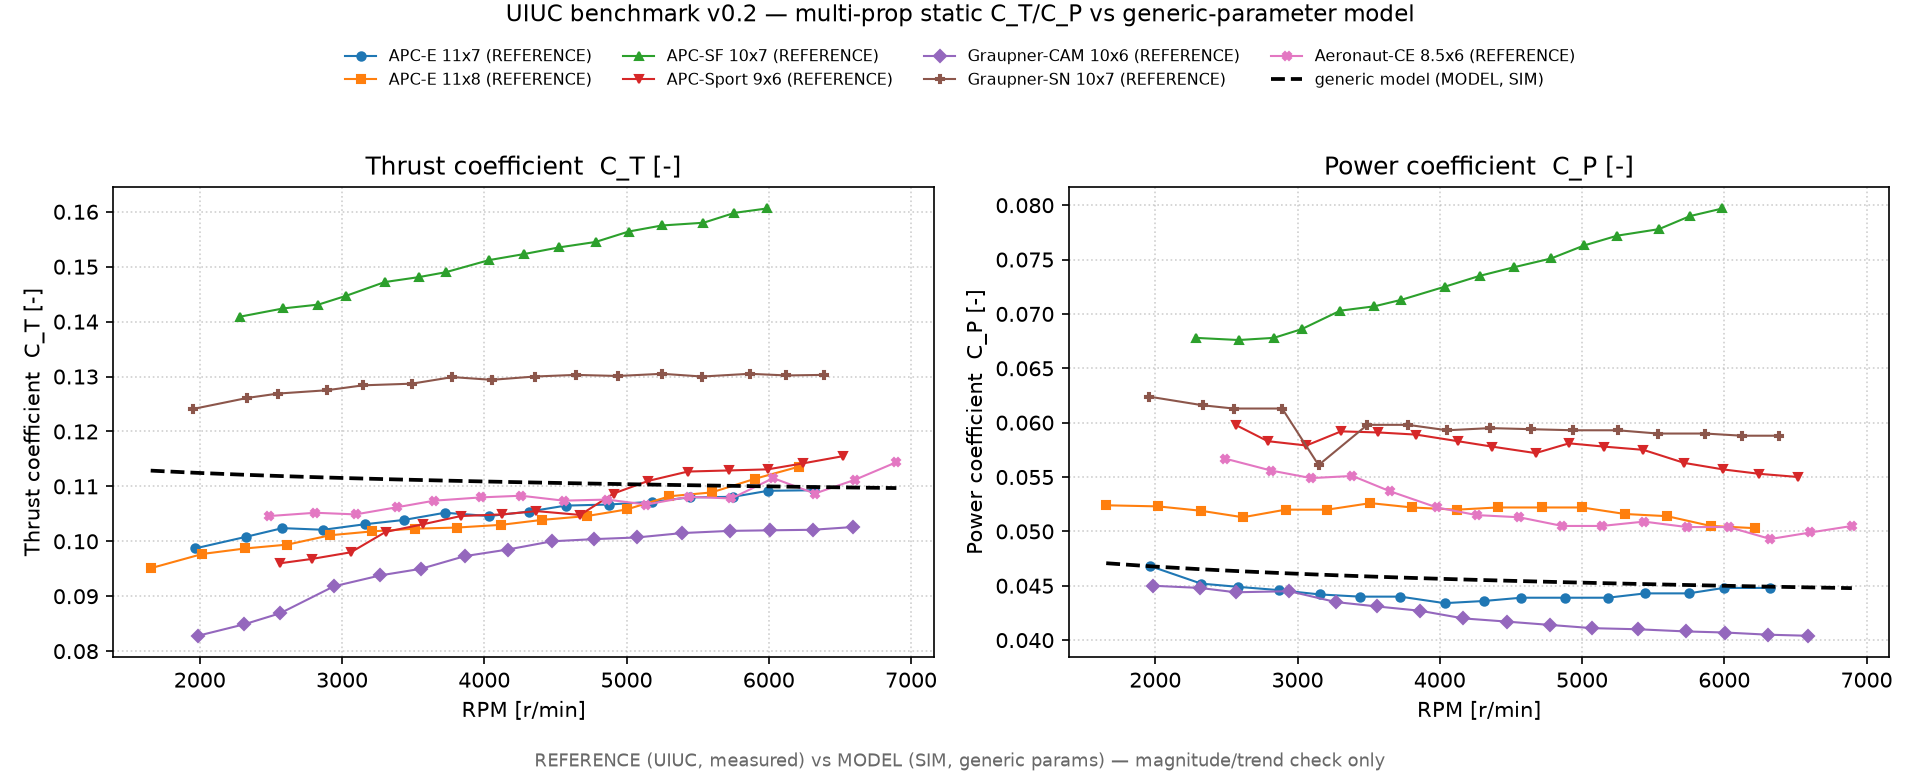 UIUC benchmark v0.2 — multi-prop static C_T/C_P vs generic-parameter model
APC-E 11x7 (REFERENCE)
APC-E 11x8 (REFERENCE)
APC-SF 10x7 (REFERENCE)
APC-Sport 9x6 (REFERENCE)
Graupner-CAM 10x6 (REFERENCE)
Graupner-SN 10x7 (REFERENCE)
Aeronaut-CE 8.5x6 (REFERENCE)
generic model (MODEL, SIM)
Thrust coefficient  C_T [-]
Thrust coefficient  C_T [-]
0.16
0.15
0.14
0.13
0.12
0.11
0.10
0.09
0.08
2000 3000 4000 5000 6000 7000
RPM [r/min]
Power coefficient  C_P [-]
Power coefficient  C_P [-]
0.080
0.075
0.070
0.065
0.060
0.055
0.050
0.045
0.040
2000 3000 4000 5000 6000 7000
RPM [r/min]
REFERENCE (UIUC, measured) vs MODEL (SIM, generic params) — magnitude/trend check only